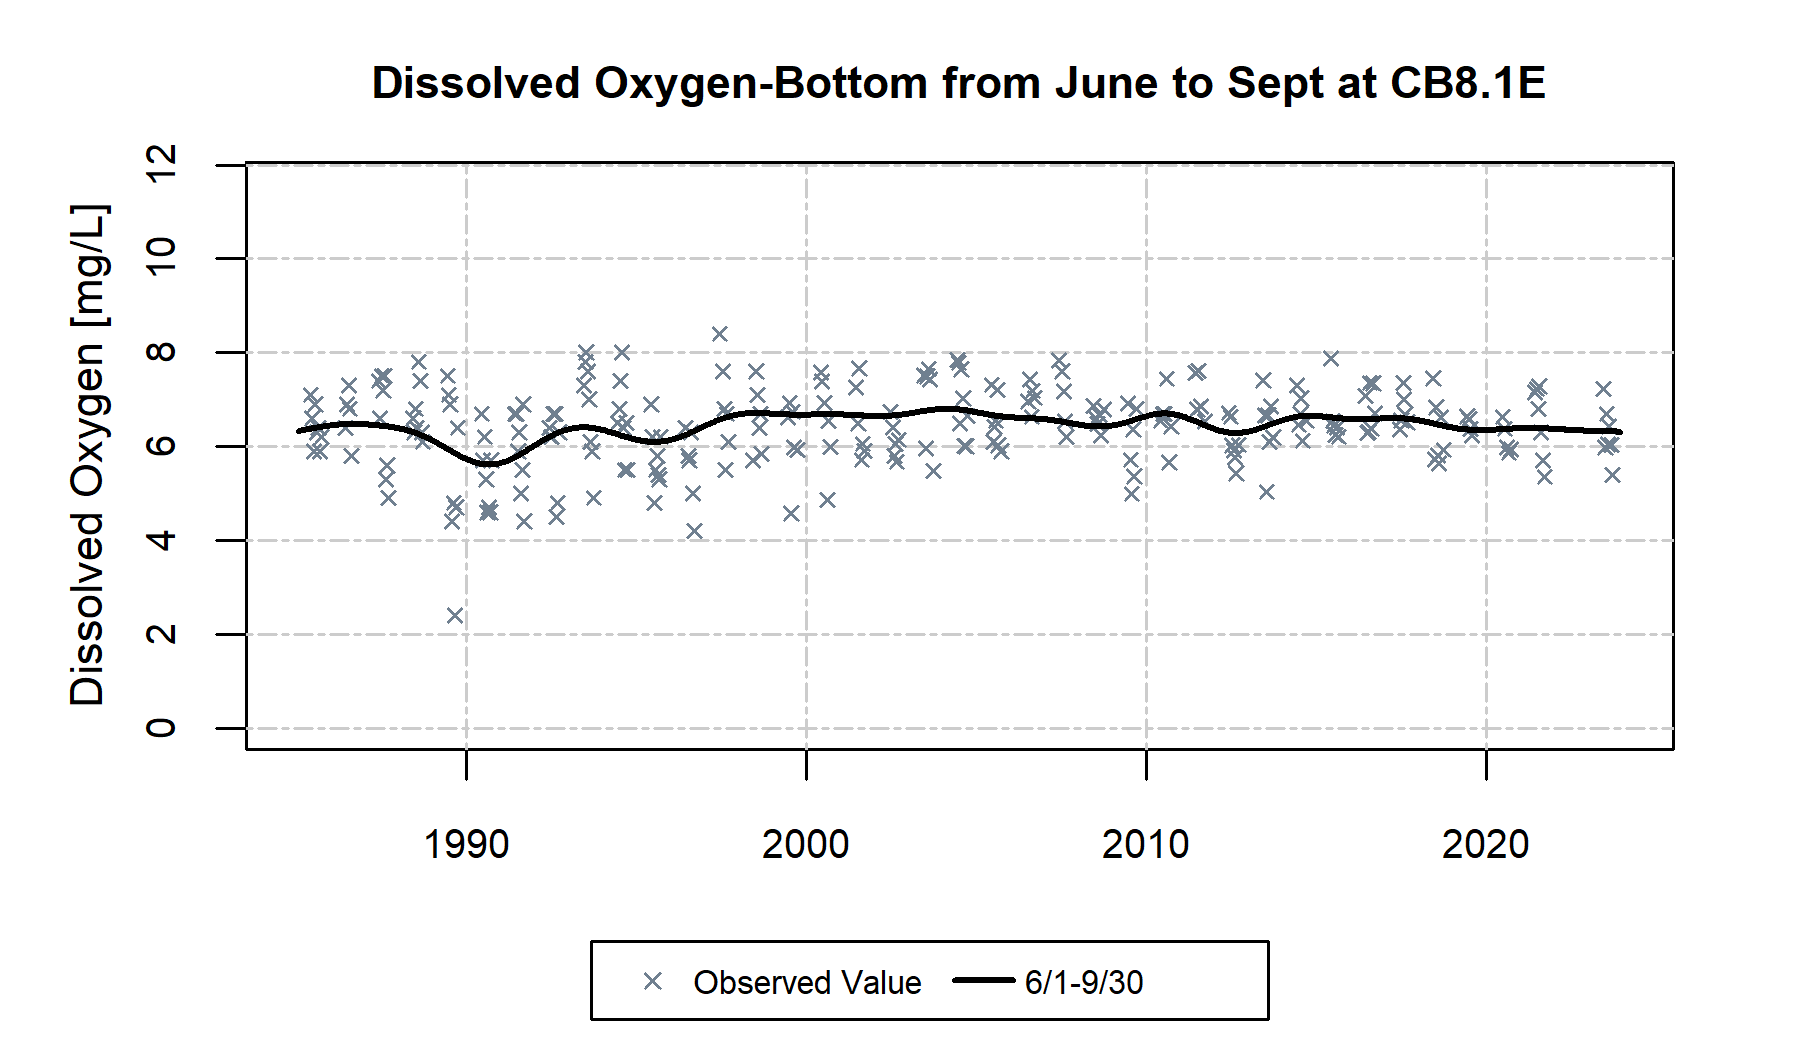 Dissolved Oxygen-Bottom from June to Sept at CB8.1E
Dissolved Oxygen [mg/L]
12
10
8
6
4
2
0
1990 2000 2010 2020
Observed Value 6/1-9/30